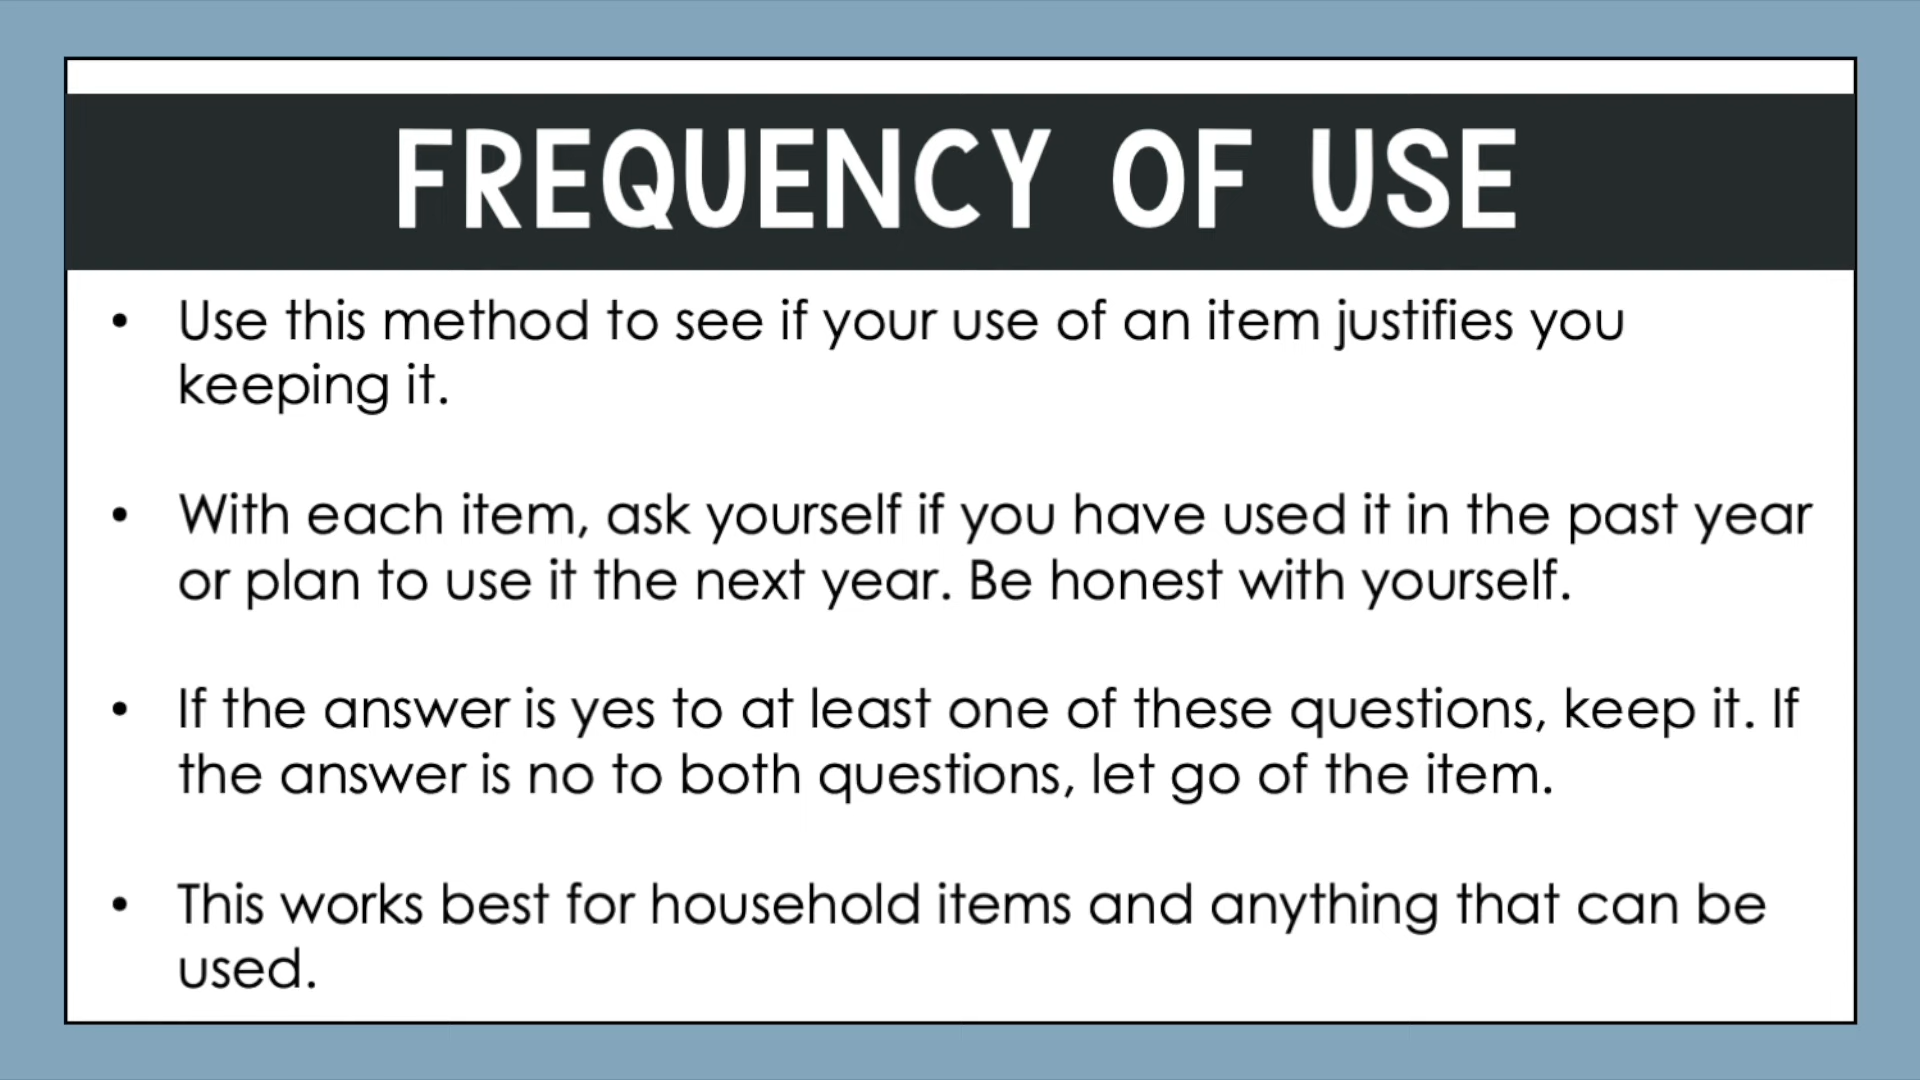 FREQUENCY OF USE
• Use this method to see if your use of an item justifies you
keeping it.
• With each item, ask yourself if you have used it in the past year
or plan to use it the next year. Be honest with yourself.
• If the answer is yes to at least one of these questions, keep it. If
the answer is no to both questions, let go of the item.
• This works best for household items and anything that can be
used.